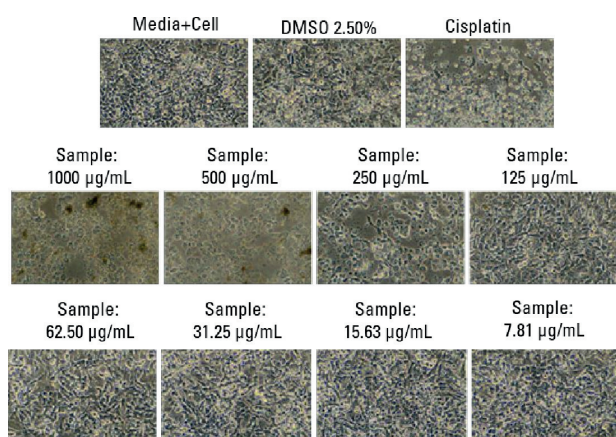 Media+Cell DMSO 2.50% Cisplatin
Sample: Sample: Sample: Sample:
1000 µg/mL 500 µg/mL 250 µg/mL 125 µg/mL
Sample: Sample: Sample: Sample:
62.50 µg/mL 31.25 µg/mL 15.63 µg/mL 7.81 µg/mL